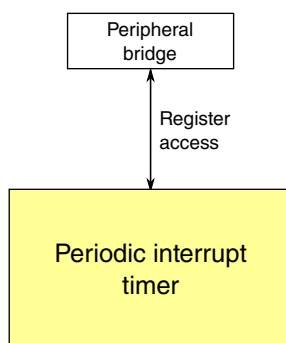 Peripheral
bridge
Register
access
Periodic interrupt
timer